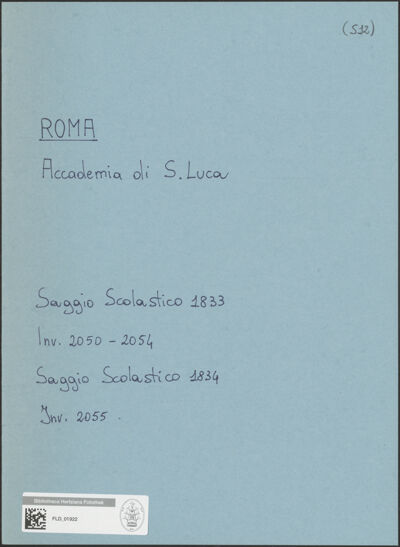 (S12)
ROMA
Accademia di S. Luca
Saggio Scolastico 1833
Inv. 2050 - 2054
Saggio Scolastico 1834
Inv. 2055 .
Bibliotheca Hertziana Fotothek
FLD_01922